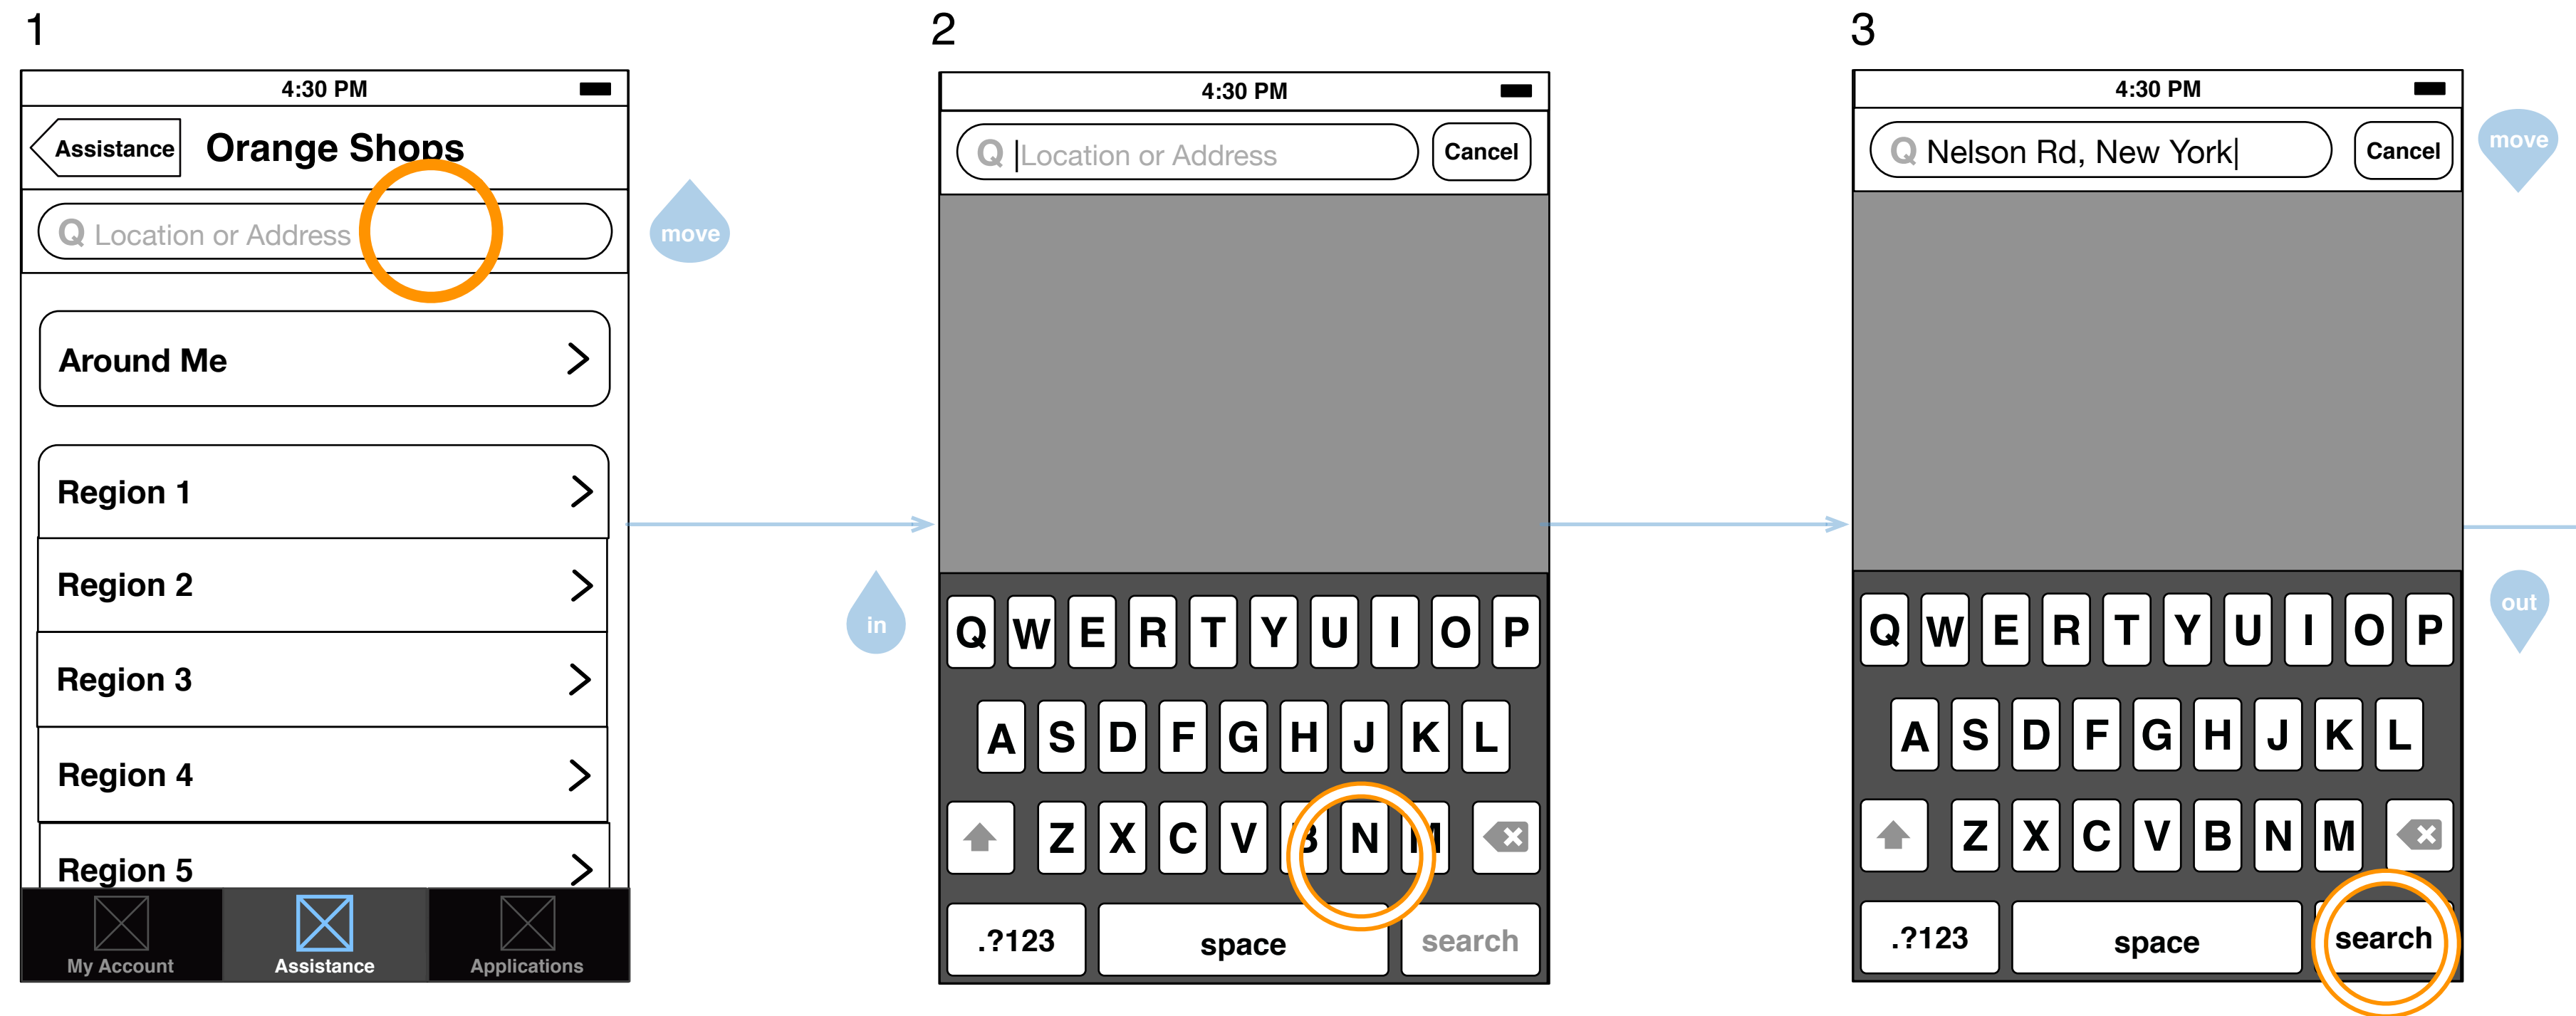 1
4:30 PM
Assistance
Orange Shops
Location or Address
move
Around Me
Region 1
Region 2
Region 3
Region 4
Region 5
My Account
Assistance
Applications
2
4:30 PM
Location or Address
Cancel
in
Q W E R T Y U I O P
A S D F G H J K L
Z X C V B N M
.?123
space
search
3
4:30 PM
Nelson Rd, New York
Cancel
move
out
Q W E R T Y U I O P
A S D F G H J K L
Z X C V B N M
.?123
space
search